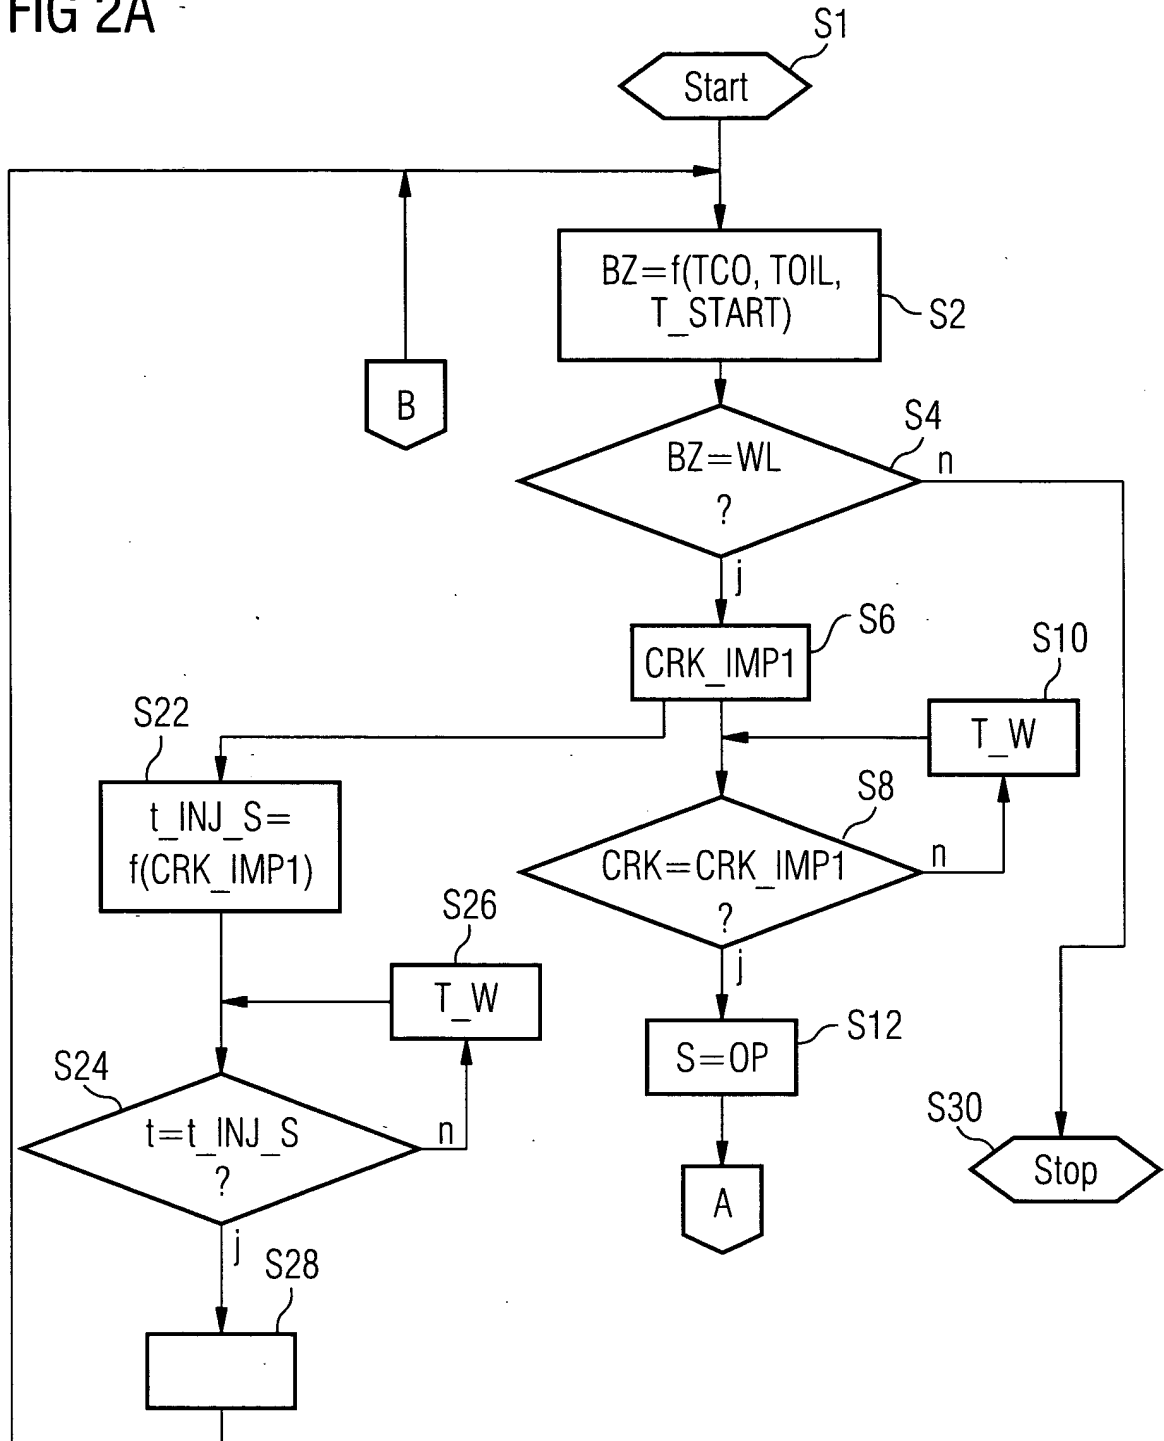 FIG 2A
S1
Start
BZ=f(TCO, TOIL,
T_START)
S2
B
S4
BZ=WL
?
n
j
S6
CRK_IMP1
S10
T_W
S22
t_INJ_S=
f(CRK_IMP1)
S8
CRK=CRK_IMP1
?
n
j
S26
T_W
S12
S=OP
S24
t=t_INJ_S
?
n
j
A
S30
Stop
S28